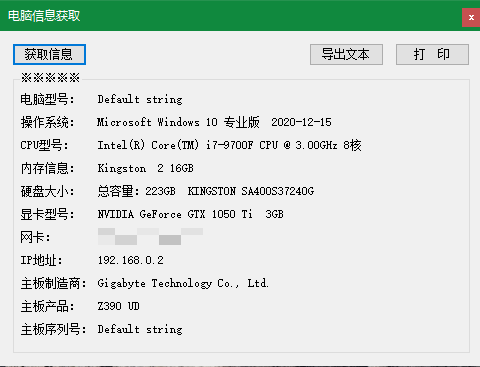 电脑信息获取
x
获取信息 导出文本 打 印
※※※※※
电脑型号: Default string
操作系统: Microsoft Windows 10 专业版 2020-12-15
CPU型号: Intel(R) Core(TM) i7-9700F CPU @ 3.00GHz 8核
内存信息: Kingston 2 16GB
硬盘大小: 总容量: 223GB KINGSTON SA400S37240G
显卡型号: NVIDIA GeForce GTX 1050 Ti 3GB
网卡:
IP地址: 192.168.0.2
主板制造商: Gigabyte Technology Co., Ltd.
主板产品: Z390 UD
主板序列号: Default string